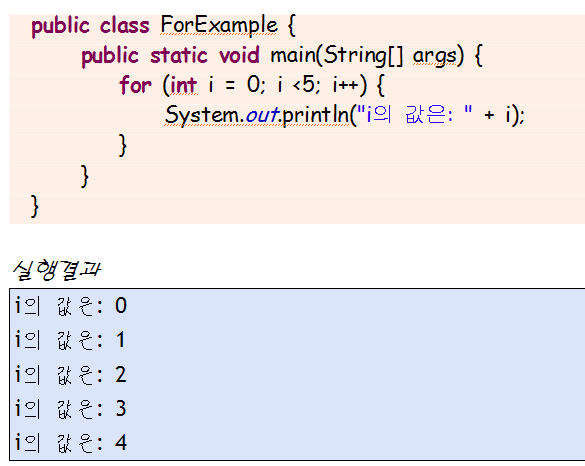 public class ForExample {
public static void main(String[] args) {
for (int i = 0; i <5; i++) {
System.out.println("i의 값은: " + i);
}
}
}
실행결과
i의 값은: 0
i의 값은: 1
i의 값은: 2
i의 값은: 3
i의 값은: 4